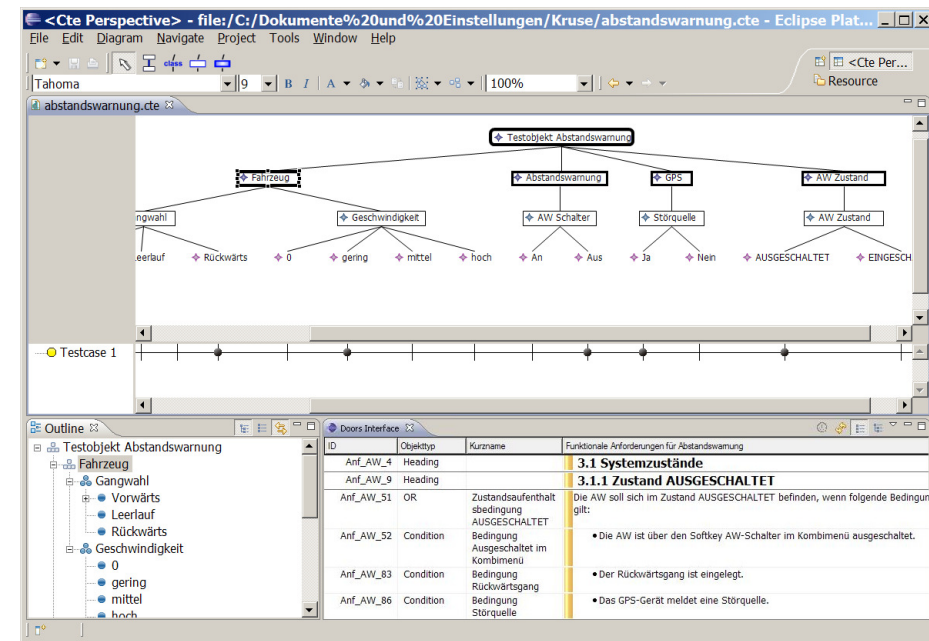 <Cte Perspective> - file:/C:/Dokumente%20und%20Einstellungen/Kruse/abstandswarnung.cte - Eclipse Plat...
File Edit Diagram Navigate Project Tools Window Help
class
<Cte Per...
Tahoma 9 B I A 100%
Resource
abstandswarnung.cte
Testobjekt Abstandswarnung
Fahrzeug Abstandswarnung GPS AW Zustand
ngwahl Geschwindigkeit AW Schalter Störquelle AW Zustand
eerlauf Rückwärts 0 gering mittel hoch An Aus Ja Nein AUSGESCHALTET EINGESCH
Testcase 1
Outline
Testobjekt Abstandswarnung
Fahrzeug
Gangwahl
Vorwärts
Leerlauf
Rückwärts
Geschwindigkeit
0
gering
mittel
hoch
Doors Interface
ID Objekttyp Kurzname Funktionale Anforderungen für Abstandswarnung
Anf_AW_4 Heading 3.1 Systemzustände
Anf_AW_9 Heading 3.1.1 Zustand AUSGESCHALTET
Anf_AW_51 OR Zustandsaufenthalt Die AW soll sich im Zustand AUSGESCHALTET befinden, wenn folgende Bedingun
sbedingung gilt:
AUSGESCHALTET
Anf_AW_52 Condition Bedingung • Die AW ist über den Softkey AW-Schalter im Kombimenü ausgeschaltet.
Ausgeschaltet im
Kombimenü
Anf_AW_83 Condition Bedingung • Der Rückwärtsgang ist eingelegt.
Rückwärtsgang
Anf_AW_86 Condition Bedingung • Das GPS-Gerät meldet eine Störquelle.
Störquelle